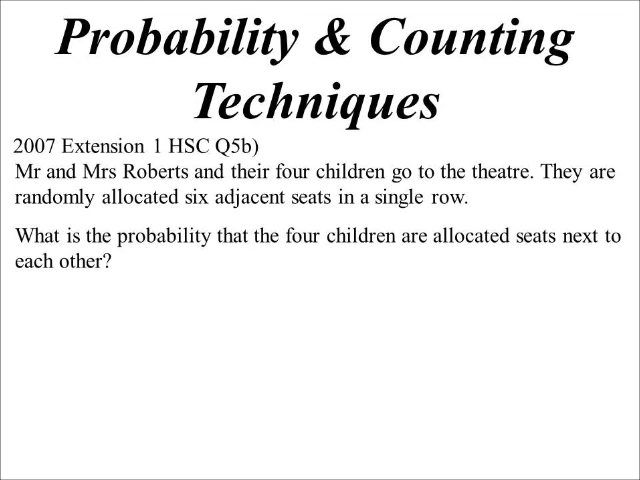 Probability & Counting
Techniques
2007 Extension 1 HSC Q5b)
Mr and Mrs Roberts and their four children go to the theatre. They are
randomly allocated six adjacent seats in a single row.
What is the probability that the four children are allocated seats next to
each other?